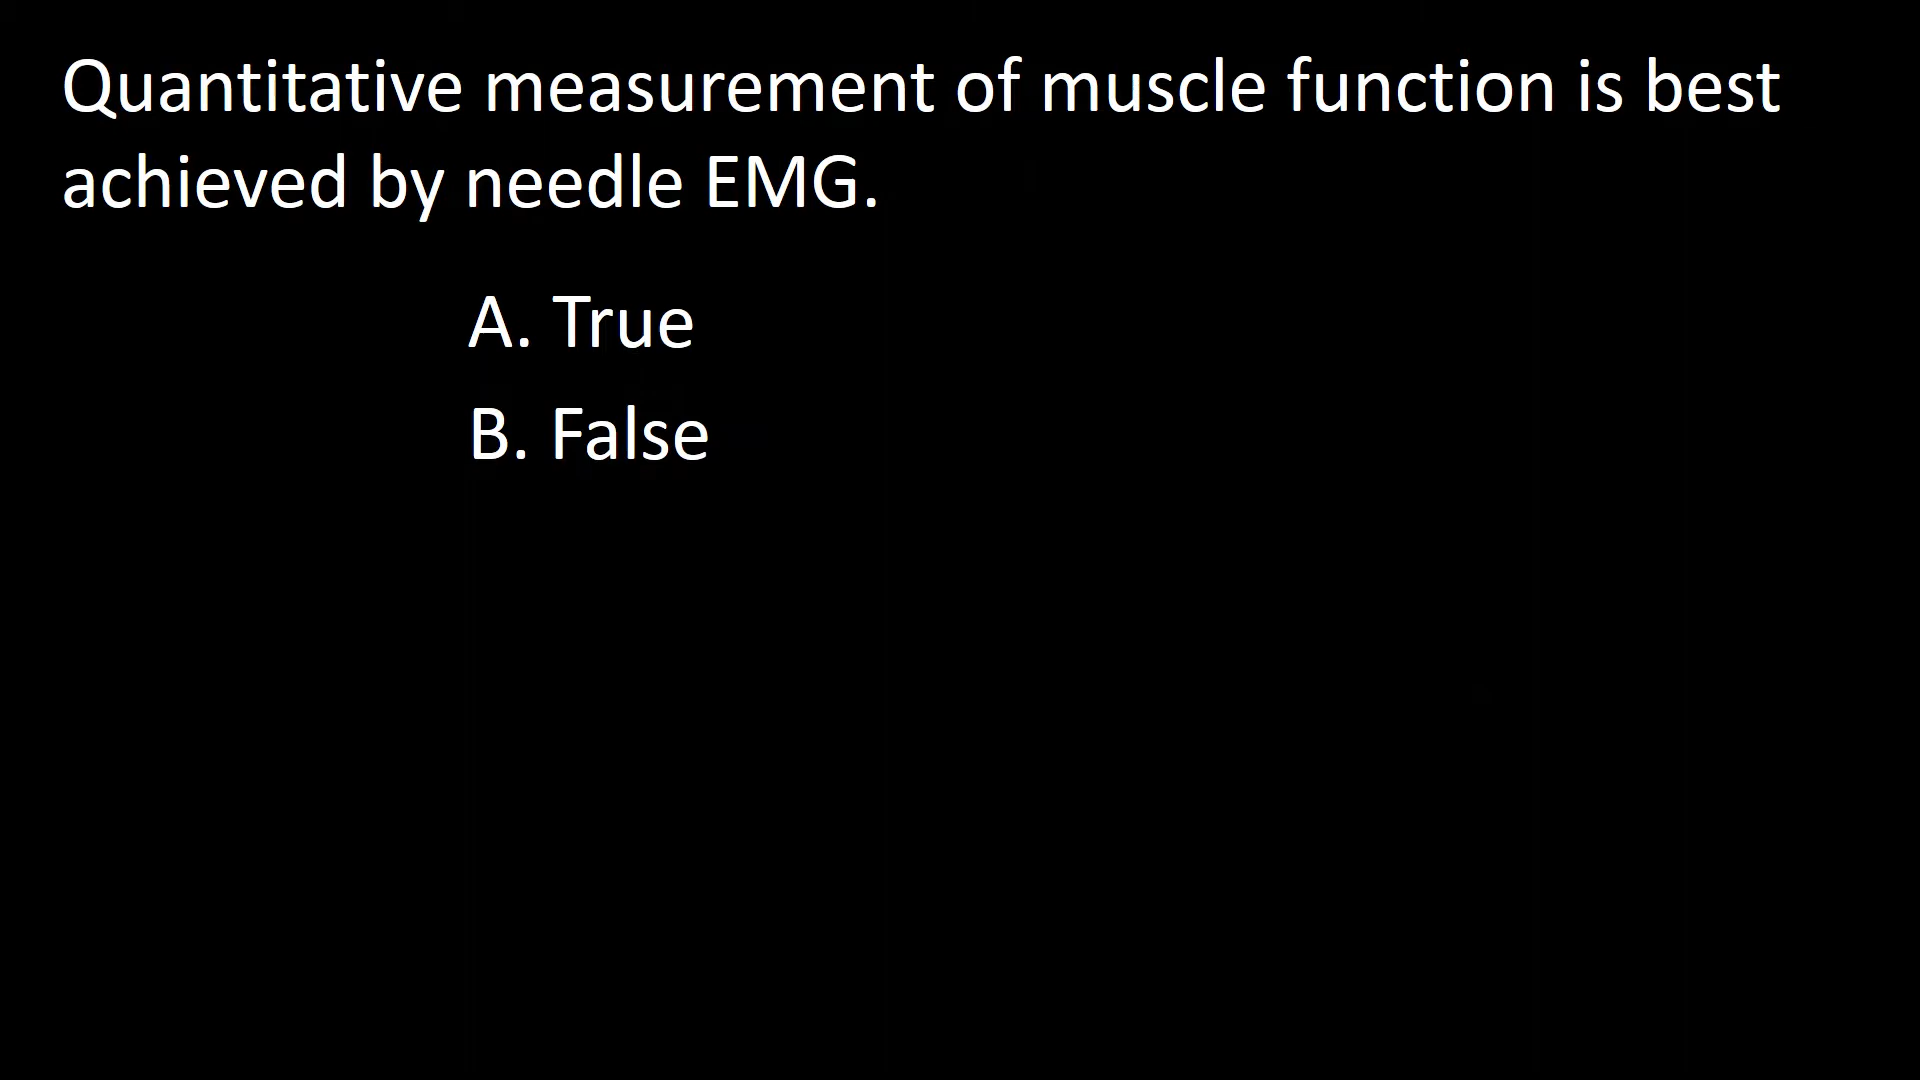 Quantitative measurement of muscle function is best
achieved by needle EMG.
A. True
B. False